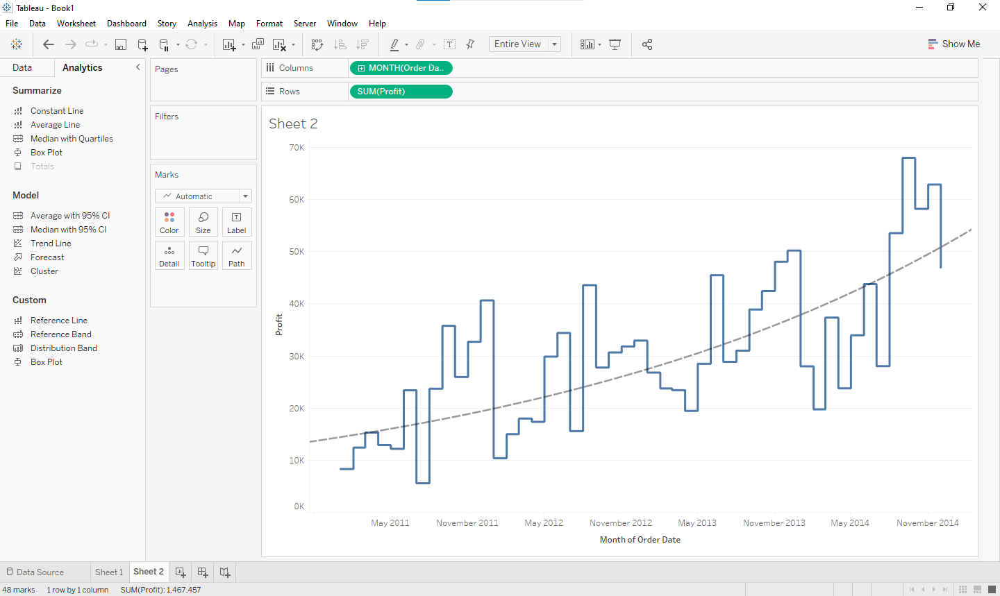 Tableau - Book1
File Data Worksheet Dashboard Story Analysis Map Format Server Window Help
Entire View
Show Me
Data Analytics
Summarize
Constant Line
Average Line
Median with Quartiles
Box Plot
Totals
Model
Average with 95% CI
Median with 95% CI
Trend Line
Forecast
Cluster
Custom
Reference Line
Reference Band
Distribution Band
Box Plot
Pages
Filters
Marks
Automatic
Color Size Label
Detail Tooltip Path
Columns MONTH(Order Da..
Rows SUM(Profit)
Sheet 2
70K
60K
50K
40K
30K
20K
10K
0K
Profit
May 2011 November 2011 May 2012 November 2012 May 2013 November 2013 May 2014 November 2014
Month of Order Date
Data Source Sheet 1 Sheet 2
48 marks 1 row by 1 column SUM(Profit): 1,467,457